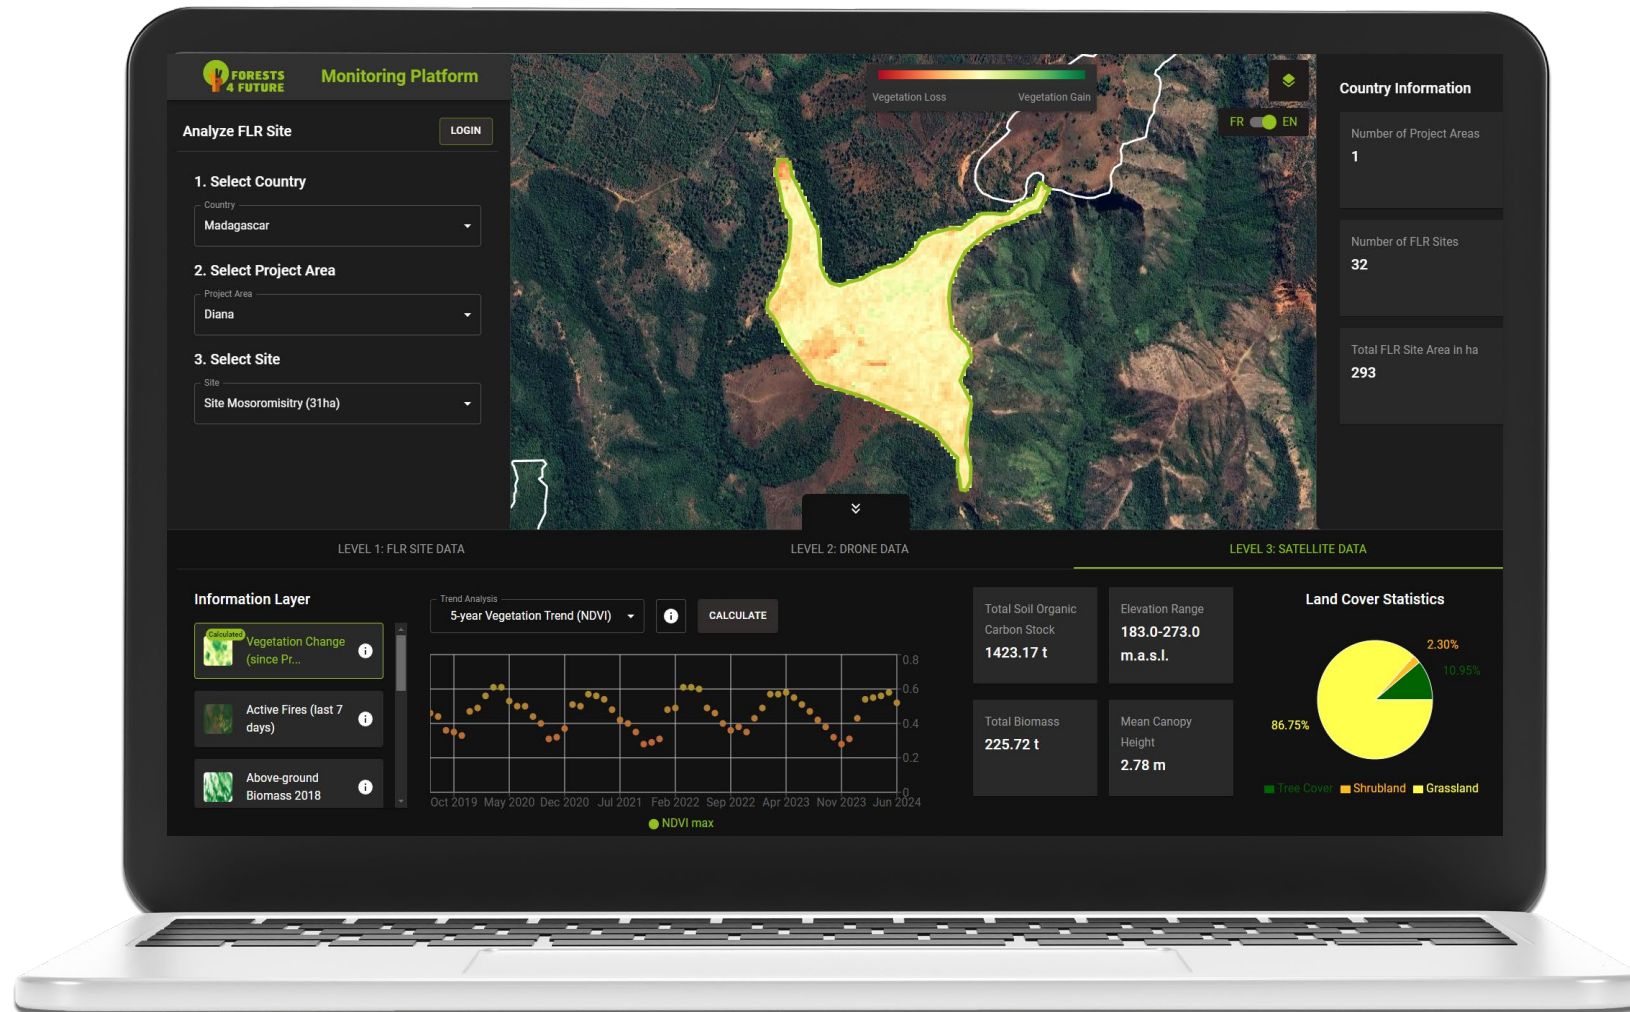 FORESTS
4 FUTURE
Monitoring Platform
Analyze FLR Site
LOGIN
1. Select Country
Country
Madagascar
2. Select Project Area
Project Area
Diana
3. Select Site
Site
Site Mosoromisitry (31ha)
Vegetation Loss
Vegetation Gain
FR
EN
Country Information
Number of Project Areas
1
Number of FLR Sites
32
Total FLR Site Area in ha
293
LEVEL 1: FLR SITE DATA
LEVEL 2: DRONE DATA
LEVEL 3: SATELLITE DATA
Information Layer
Calculated
Vegetation Change
(since Pr...
i
Active Fires (last 7
days)
i
Above-ground
Biomass 2018
i
Trend Analysis
5-year Vegetation Trend (NDVI)
i
CALCULATE
0.8
0.6
0.4
0.2
0
Oct 2019 May 2020 Dec 2020 Jul 2021 Feb 2022 Sep 2022 Apr 2023 Nov 2023 Jun 2024
NDVI max
Total Soil Organic
Carbon Stock
1423.17 t
Elevation Range
183.0-273.0
m.a.s.l.
Total Biomass
225.72 t
Mean Canopy
Height
2.78 m
Land Cover Statistics
2.30%
10.95%
86.75%
Tree Cover
Shrubland
Grassland